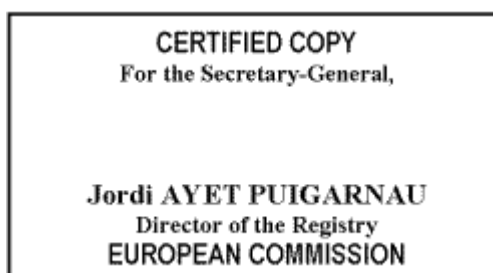 CERTIFIED COPY
For the Secretary-General,
Jordi AYET PUIGARNAU
Director of the Registry
EUROPEAN COMMISSION